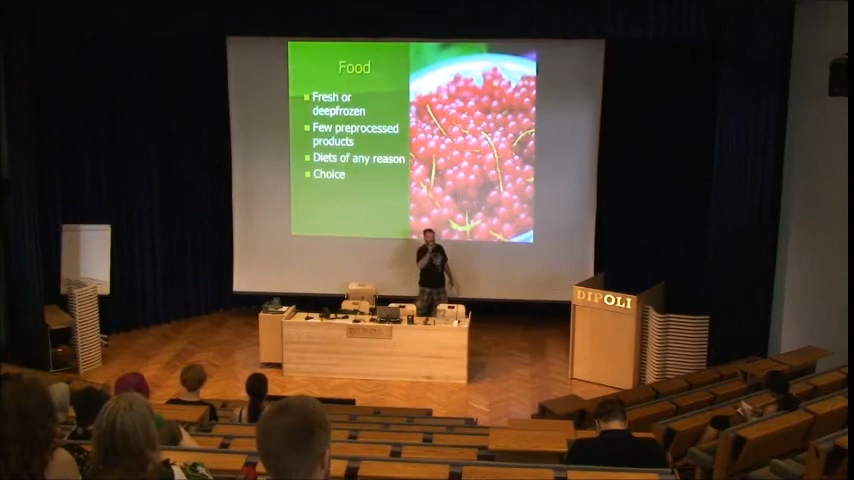 Food
Fresh or
deepfrozen
Few preprocessed
products
Diets of any reason
Choice
DIPOLI